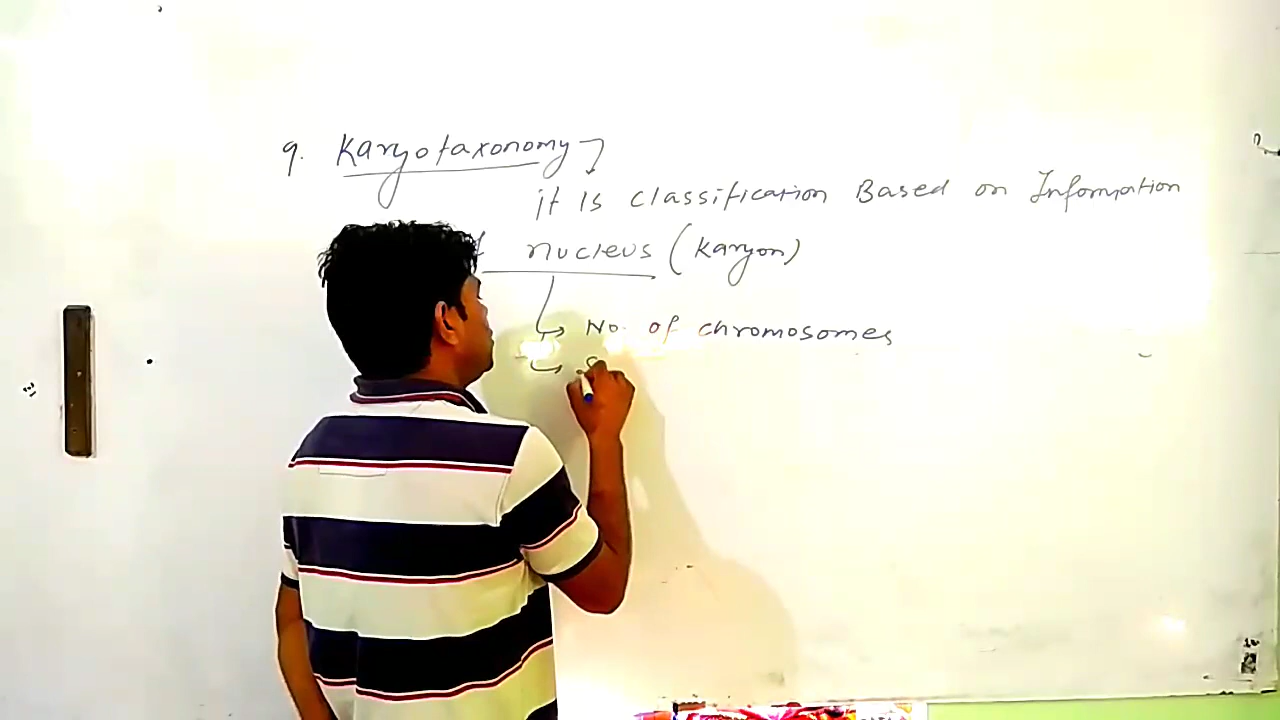 9. Karyotaxonomy
it Is classification Based on Information
nucleus (Karyon)
No. of chromosomes
S